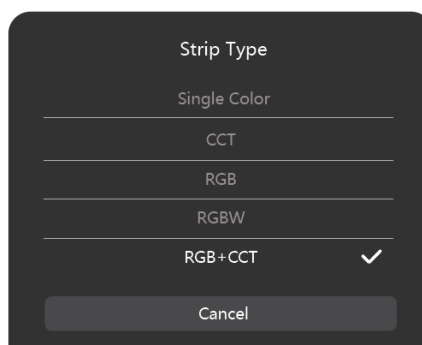 Strip Type
Single Color
CCT
RGB
RGBW
RGB+CCT
Cancel